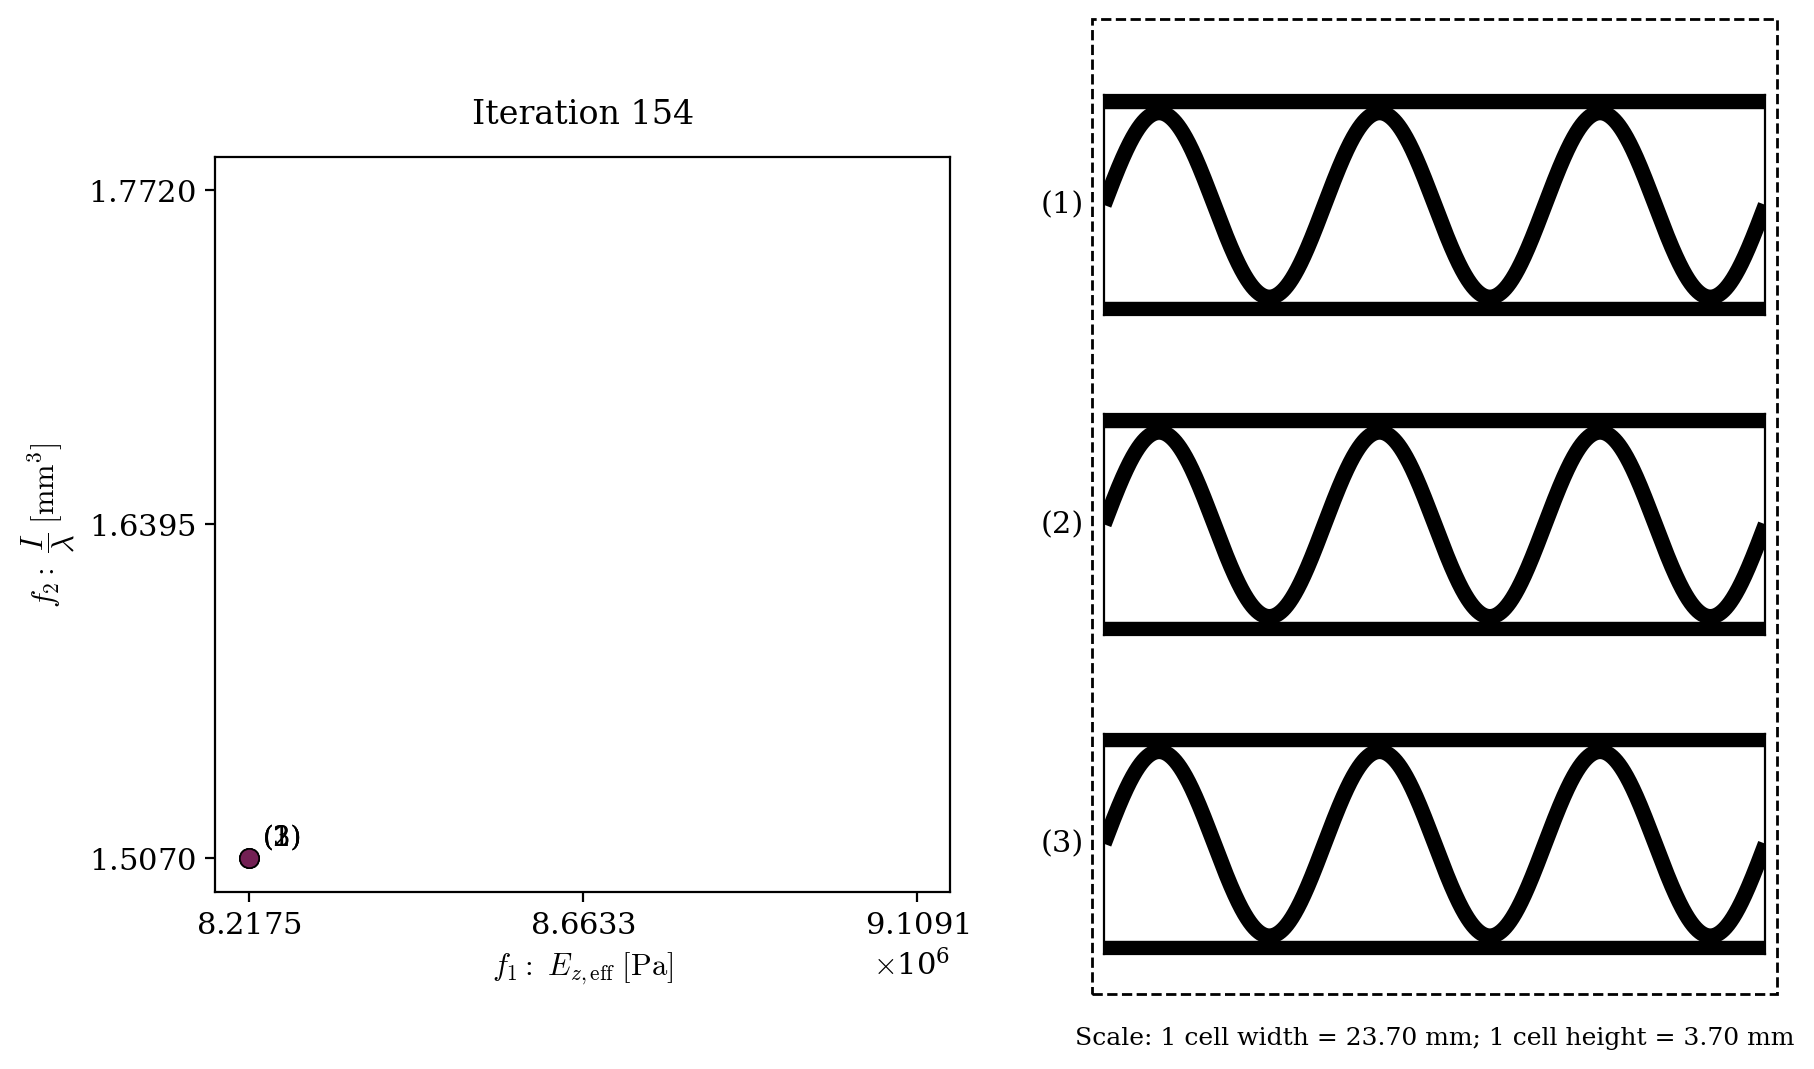 Iteration 154
1.7720
1.6395
1.5070
f₂ : I/λ [mm³]
8.2175 8.6633 9.1091
×10⁶
f₁ : E_z,eff [Pa]
(1)
(2)
(3)
Scale: 1 cell width = 23.70 mm; 1 cell height = 3.70 mm